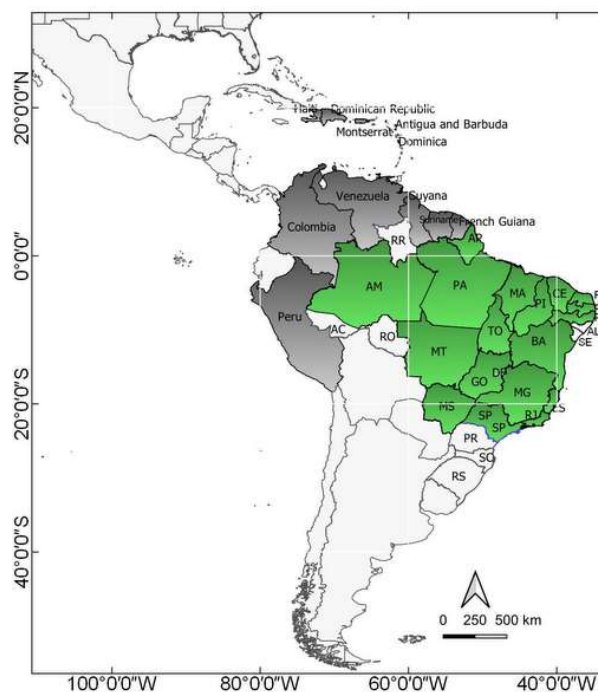 20°0'0"N
Haiti
Dominican Republic
Antigua and Barbuda
Montserrat
Dominica
Venezuela
Guyana
Suriname
French Guiana
Colombia
RR
AP
0°0'0"
AM
PA
MA
CE
PI
Peru
AC
RO
TO
AL
SE
MT
BA
DF
GO
MG
20°0'0"S
MS
SP
RJ
ES
SP
PR
SC
RS
40°0'0"S
0 250 500 km
100°0'0"W
80°0'0"W
60°0'0"W
40°0'0"W